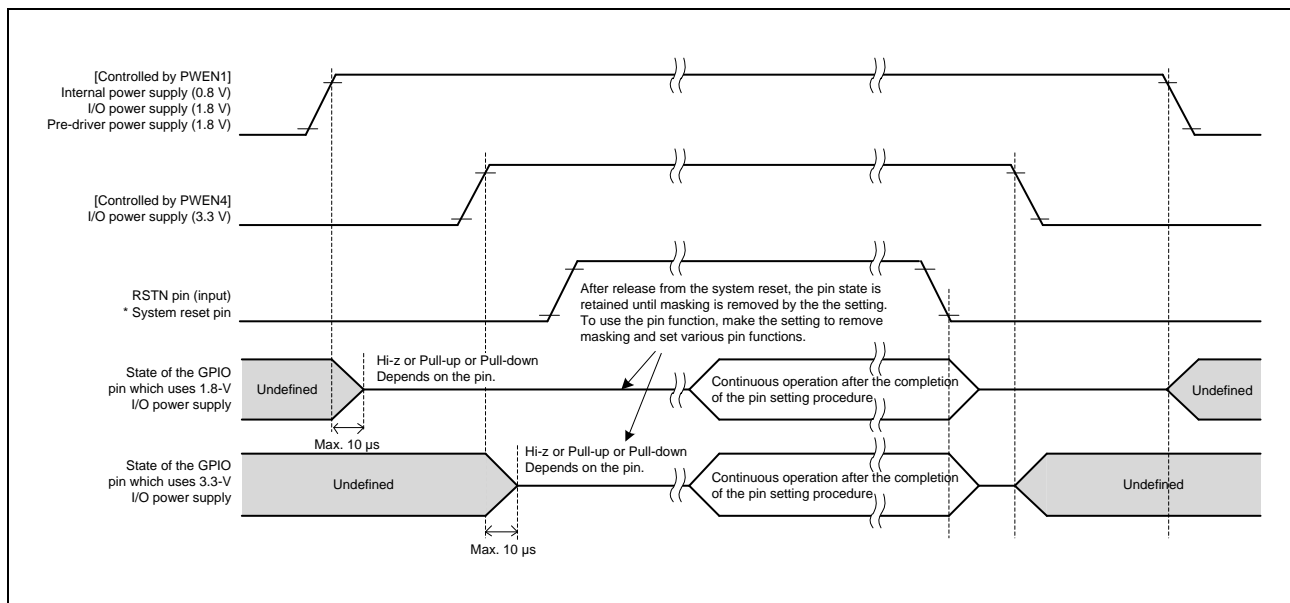 [Controlled by PWEN1]
Internal power supply (0.8 V)
I/O power supply (1.8 V)
Pre-driver power supply (1.8 V)
[Controlled by PWEN4]
I/O power supply (3.3 V)
RSTN pin (input)
* System reset pin
After release from the system reset, the pin state is
retained until masking is removed by the the setting.
To use the pin function, make the setting to remove
masking and set various pin functions.
State of the GPIO
pin which uses 1.8-V
I/O power supply
Undefined
Hi-z or Pull-up or Pull-down
Depends on the pin.
Continuous operation after the completion
of the pin setting procedure
Undefined
Max. 10 µs
State of the GPIO
pin which uses 3.3-V
I/O power supply
Undefined
Hi-z or Pull-up or Pull-down
Depends on the pin.
Continuous operation after the completion
of the pin setting procedure
Undefined
Max. 10 µs